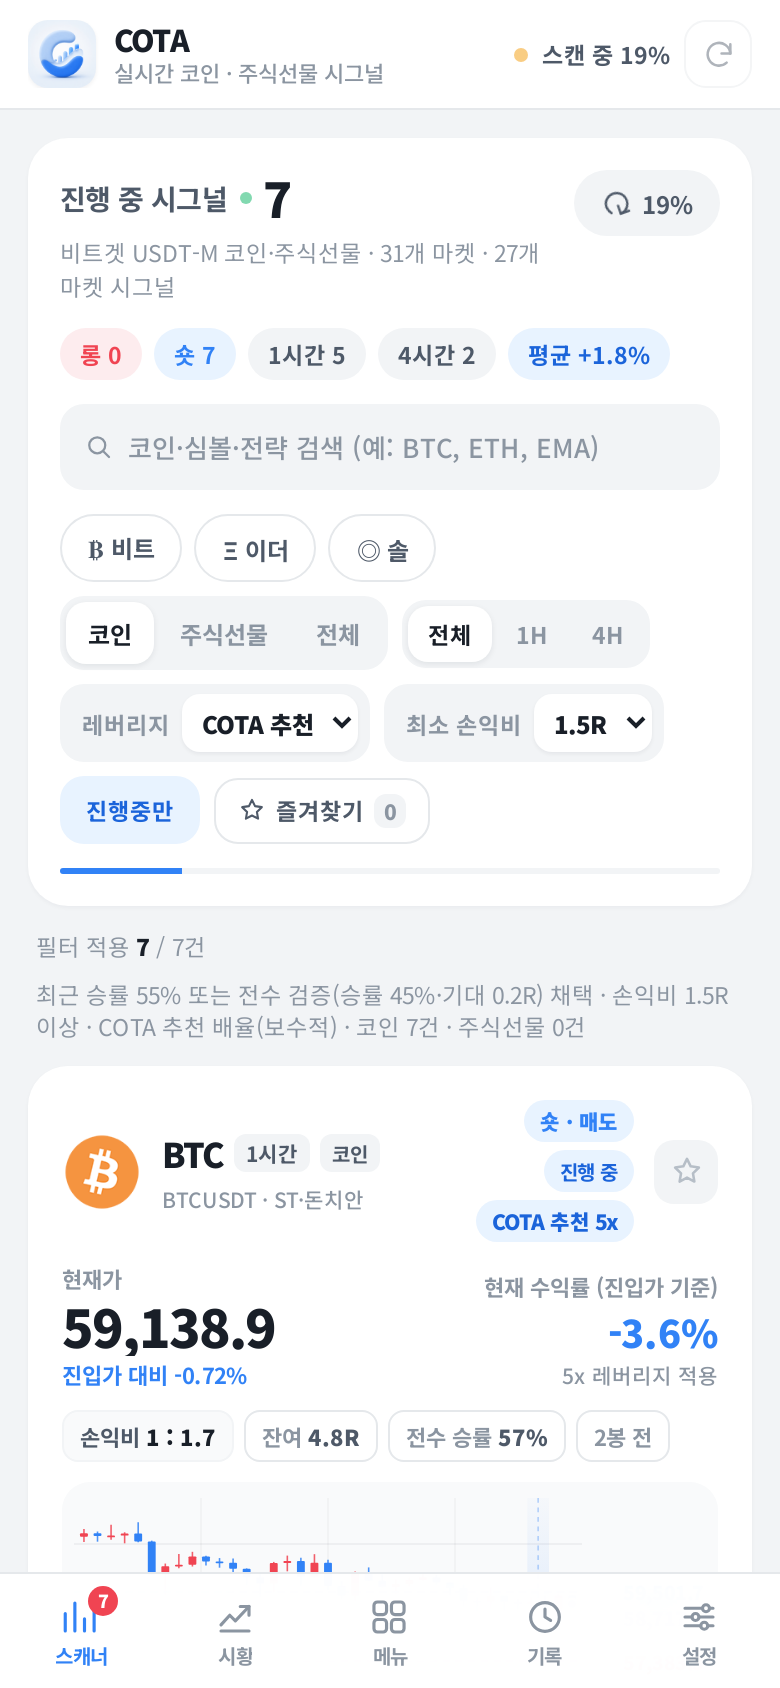 COTA
실시간 코인 · 주식선물 시그널
스캔 중 19%
진행 중 시그널 7
19%
비트겟 USDT-M 코인·주식선물 · 31개 마켓 · 27개
마켓 시그널
롱 0 숏 7 1시간 5 4시간 2 평균 +1.8%
코인·심볼·전략 검색 (예: BTC, ETH, EMA)
₿ 비트 Ξ 이더 ◎ 솔
코인 주식선물 전체 전체 1H 4H
레버리지 COTA 추천 최소 손익비 1.5R
진행중만 즐겨찾기 0
필터 적용 7 / 7건
최근 승률 55% 또는 전수 검증(승률 45%·기대 0.2R) 채택 · 손익비 1.5R
이상 · COTA 추천 배율(보수적) · 코인 7건 · 주식선물 0건
BTC 1시간 코인
BTCUSDT · ST·돈치안
숏 · 매도
진행 중
COTA 추천 5x
현재가
59,138.9
진입가 대비 -0.72%
현재 수익률 (진입가 기준)
-3.6%
5x 레버리지 적용
손익비 1 : 1.7 잔여 4.8R 전수 승률 57% 2봉 전
7
스캐너 시황 메뉴 기록 설정